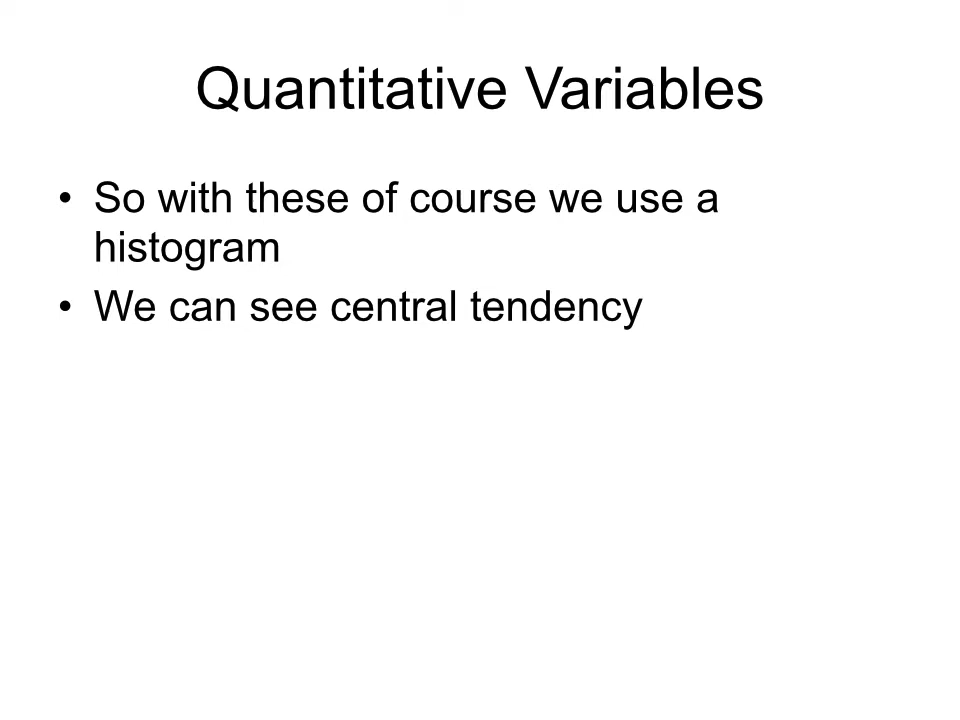 Quantitative Variables
• So with these of course we use a
histogram
• We can see central tendency